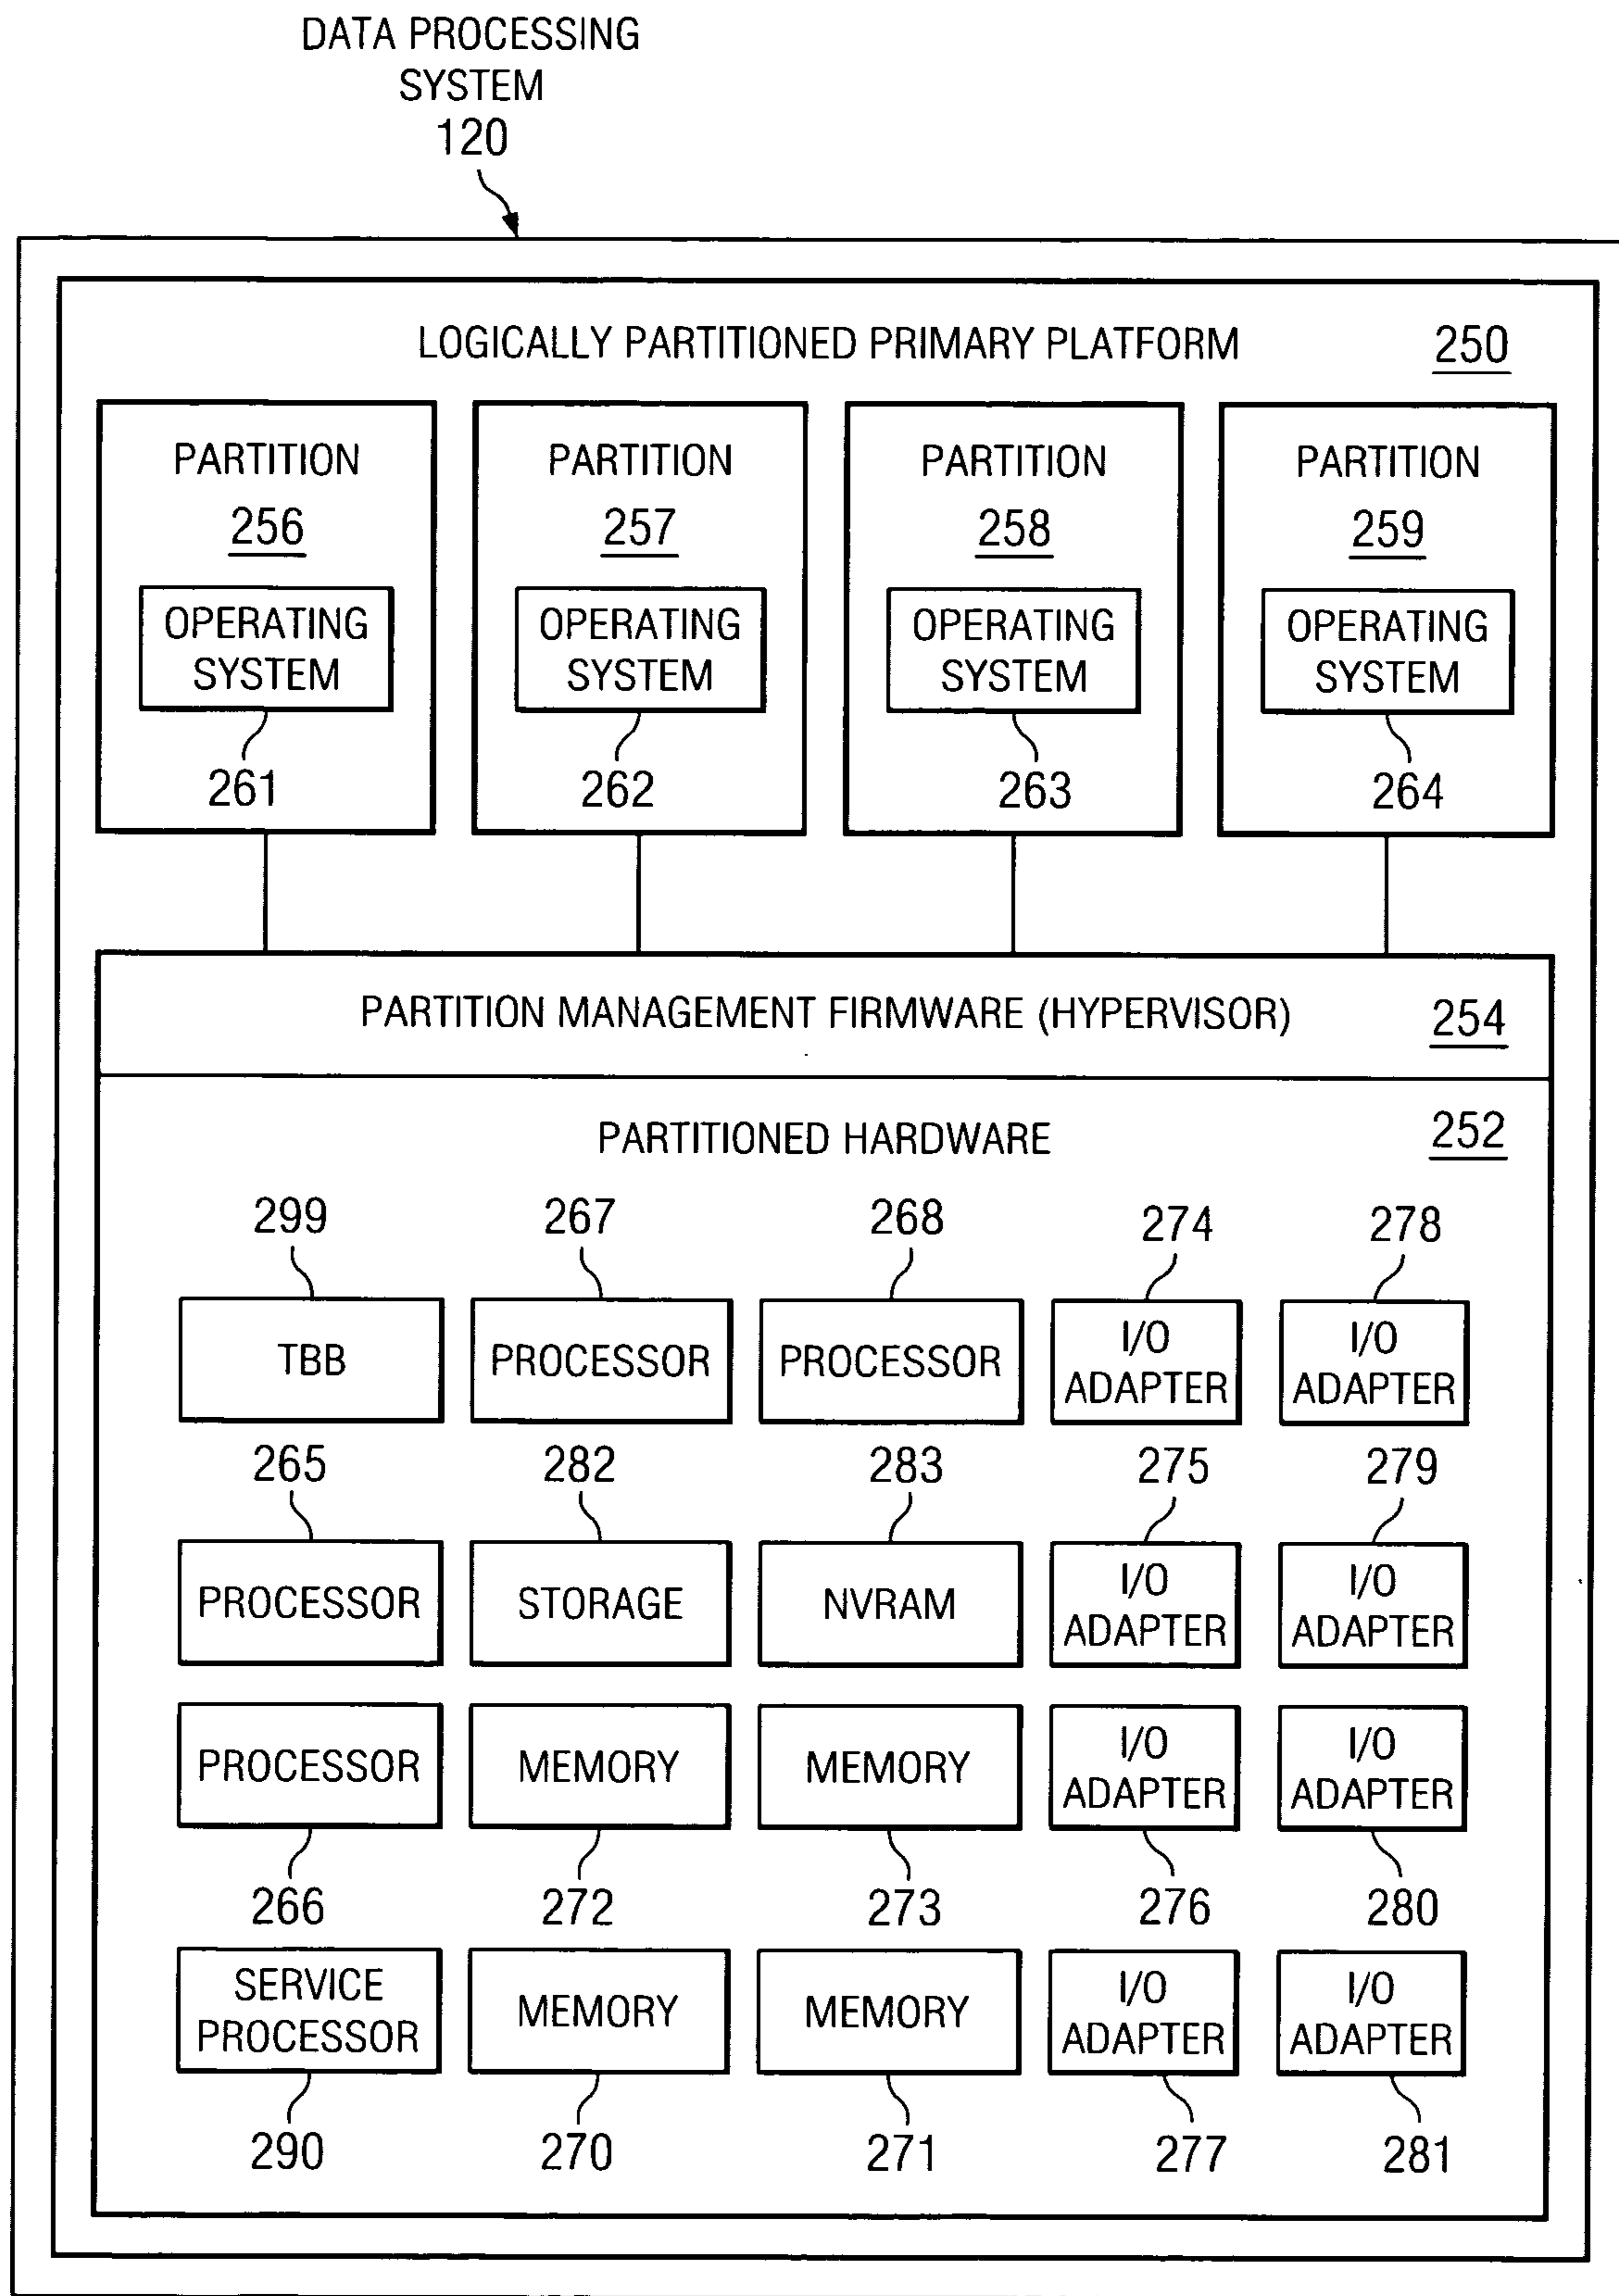 DATA PROCESSING
SYSTEM
120
LOGICALLY PARTITIONED PRIMARY PLATFORM 250
PARTITION PARTITION PARTITION PARTITION
256 257 258 259
OPERATING OPERATING OPERATING OPERATING
SYSTEM SYSTEM SYSTEM SYSTEM
261 262 263 264
PARTITION MANAGEMENT FIRMWARE (HYPERVISOR) 254
PARTITIONED HARDWARE 252
299 267 268 274 278
TBB PROCESSOR PROCESSOR I/O ADAPTER I/O ADAPTER
265 282 283 275 279
PROCESSOR STORAGE NVRAM I/O ADAPTER I/O ADAPTER
PROCESSOR MEMORY MEMORY I/O ADAPTER I/O ADAPTER
266 272 273 276 280
SERVICE PROCESSOR MEMORY MEMORY I/O ADAPTER I/O ADAPTER
290 270 271 277 281